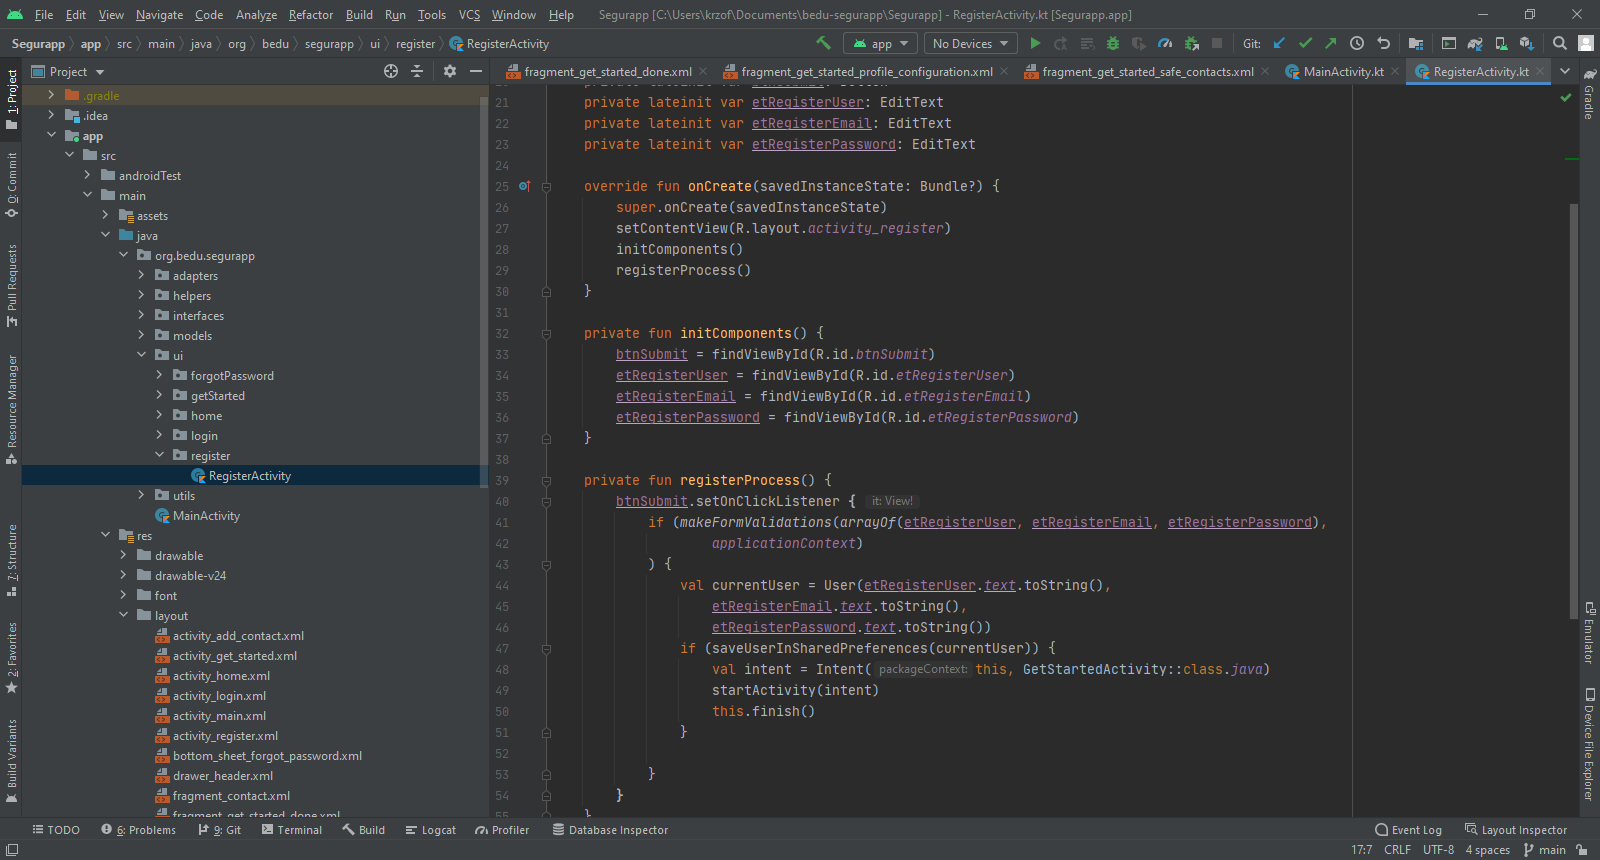 File Edit View Navigate Code Analyze Refactor Build Run Tools VCS Window Help Segurapp [C:\Users\krzof\Documents\bedu-segurapp\Segurapp] - RegisterActivity.kt [Segurapp.app]
Segurapp app src main java org bedu segurapp ui register RegisterActivity app No Devices Git:
Project
fragment_get_started_done.xml fragment_get_started_profile_configuration.xml fragment_get_started_safe_contacts.xml MainActivity.kt RegisterActivity.kt
1: Project
0: Commit
Pull Requests
Resource Manager
7: Structure
2: Favorites
Build Variants
.gradle
.idea
app
src
androidTest
main
assets
java
org.bedu.segurapp
adapters
helpers
interfaces
models
ui
forgotPassword
getStarted
home
login
register
RegisterActivity
utils
MainActivity
res
drawable
drawable-v24
font
layout
activity_add_contact.xml
activity_get_started.xml
activity_home.xml
activity_login.xml
activity_main.xml
activity_register.xml
bottom_sheet_forgot_password.xml
drawer_header.xml
fragment_contact.xml
fragment_get_started_done.xml
21 private lateinit var etRegisterUser: EditText
22 private lateinit var etRegisterEmail: EditText
23 private lateinit var etRegisterPassword: EditText
24
25 override fun onCreate(savedInstanceState: Bundle?) {
26 super.onCreate(savedInstanceState)
27 setContentView(R.layout.activity_register)
28 initComponents()
29 registerProcess()
30 }
31
32 private fun initComponents() {
33 btnSubmit = findViewById(R.id.btnSubmit)
34 etRegisterUser = findViewById(R.id.etRegisterUser)
35 etRegisterEmail = findViewById(R.id.etRegisterEmail)
36 etRegisterPassword = findViewById(R.id.etRegisterPassword)
37 }
38
39 private fun registerProcess() {
40 btnSubmit.setOnClickListener { it: View!
41 if (makeFormValidations(arrayOf(etRegisterUser, etRegisterEmail, etRegisterPassword),
42 applicationContext)
43 ) {
44 val currentUser = User(etRegisterUser.text.toString(),
45 etRegisterEmail.text.toString(),
46 etRegisterPassword.text.toString())
47 if (saveUserInSharedPreferences(currentUser)) {
48 val intent = Intent( packageContext: this, GetStartedActivity::class.java)
49 startActivity(intent)
50 this.finish()
51 }
52
53 }
54 }
55 }
Gradle
Emulator
Device File Explorer
TODO 6: Problems 9: Git Terminal Build Logcat Profiler Database Inspector Event Log Layout Inspector
17:7 CRLF UTF-8 4 spaces main